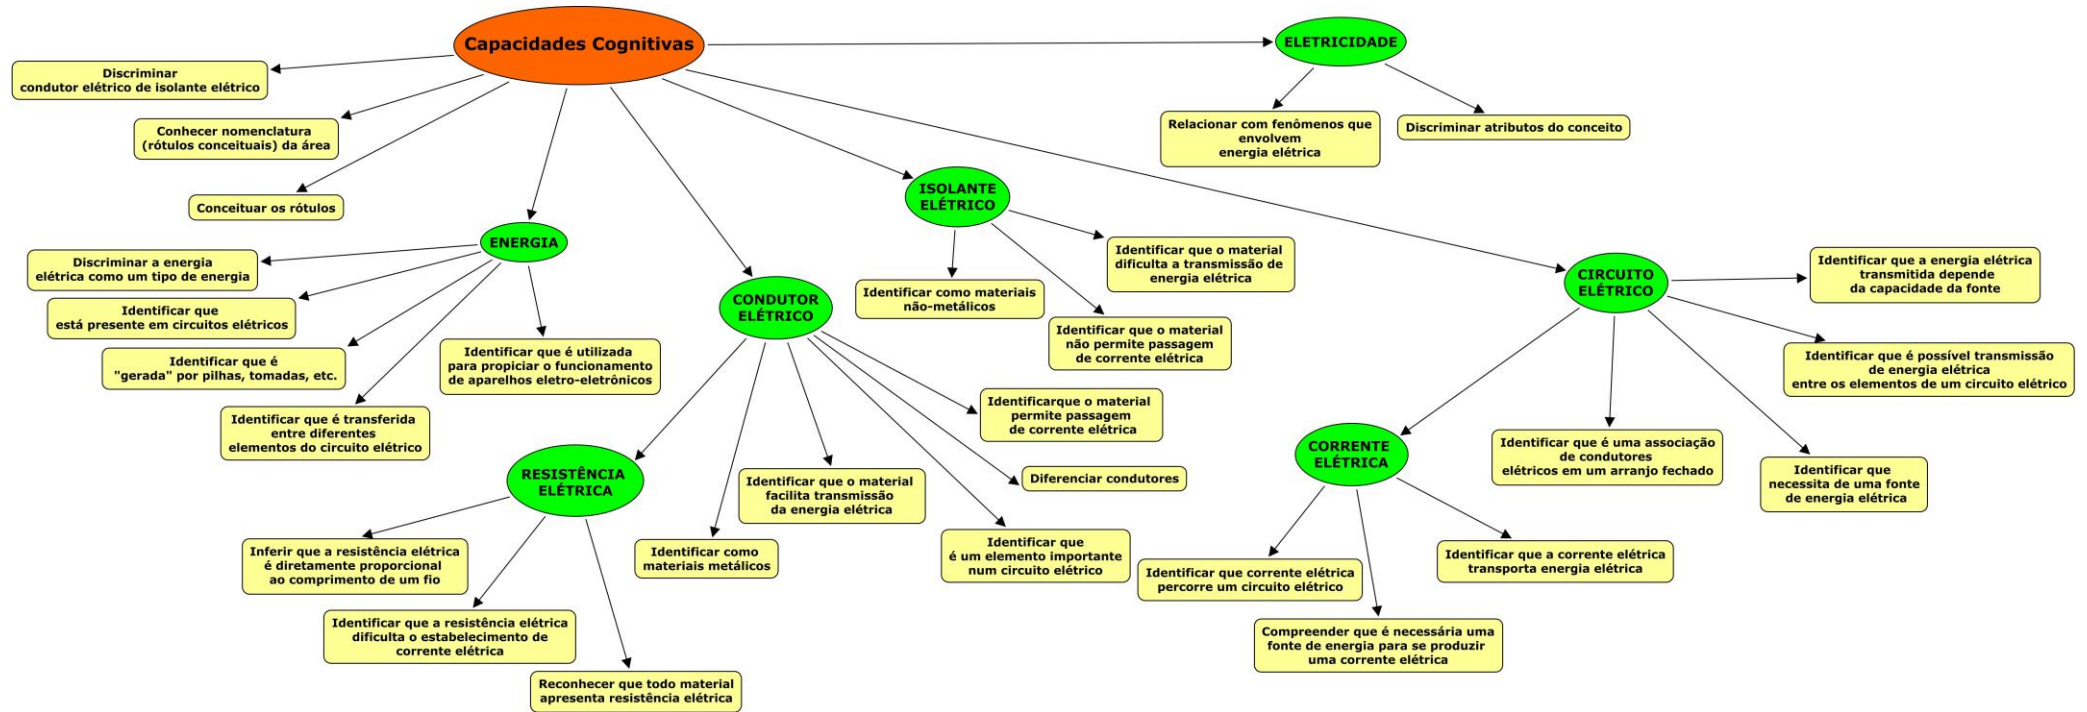 Capacidades Cognitivas
ELETRICIDADE
Discriminar
condutor elétrico de isolante elétrico
Conhecer nomenclatura
(rótulos conceituais) da área
Conceituar os rótulos
Relacionar com fenômenos que
envolvem
energia elétrica
Discriminar atributos do conceito
ENERGIA
Discriminar a energia
elétrica como um tipo de energia
Identificar que
está presente em circuitos elétricos
Identificar que é
"gerada" por pilhas, tomadas, etc.
Identificar que é transferida
entre diferentes
elementos do circuito elétrico
Identificar que é utilizada
para propiciar o funcionamento
de aparelhos eletro-eletrônicos
ISOLANTE
ELÉTRICO
Identificar como materiais
não-metálicos
Identificar que o material
não permite passagem
de corrente elétrica
Identificar que o material
dificulta a transmissão de
energia elétrica
CONDUTOR
ELÉTRICO
Identificarque o material
permite passagem
de corrente elétrica
Diferenciar condutores
Identificar que
é um elemento importante
num circuito elétrico
Identificar que o material
facilita transmissão
da energia elétrica
Identificar como
materiais metálicos
RESISTÊNCIA
ELÉTRICA
Inferir que a resistência elétrica
é diretamente proporcional
ao comprimento de um fio
Identificar que a resistência elétrica
dificulta o estabelecimento de
corrente elétrica
Reconhecer que todo material
apresenta resistência elétrica
CIRCUITO
ELÉTRICO
Identificar que a energia elétrica
transmitida depende
da capacidade da fonte
Identificar que é possível transmissão
de energia elétrica
entre os elementos de um circuito elétrico
Identificar que
necessita de uma fonte
de energia elétrica
Identificar que é uma associação
de condutores
elétricos em um arranjo fechado
CORRENTE
ELÉTRICA
Identificar que corrente elétrica
percorre um circuito elétrico
Compreender que é necessária uma
fonte de energia para se produzir
uma corrente elétrica
Identificar que a corrente elétrica
transporta energia elétrica